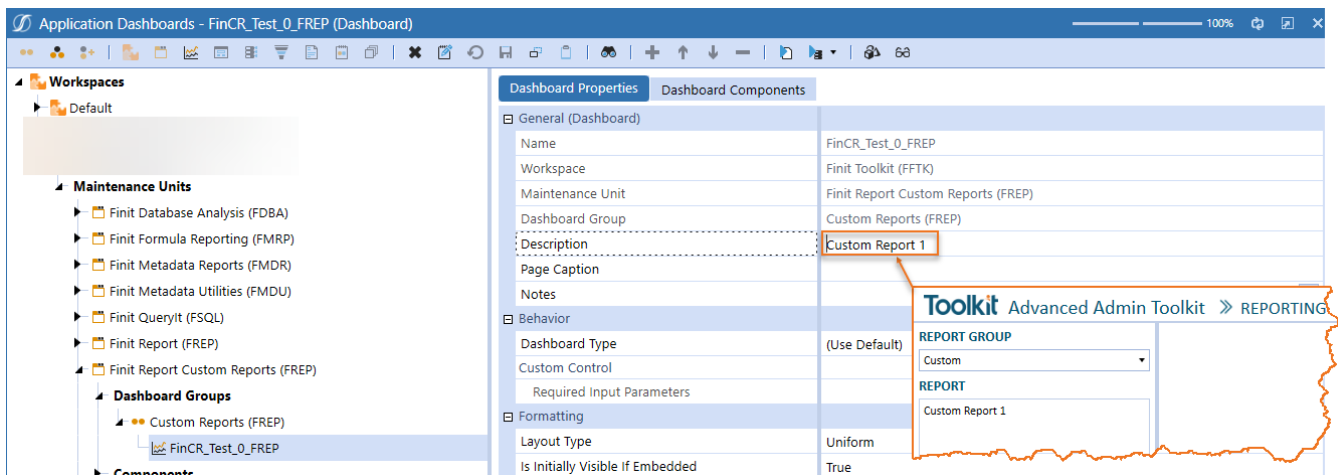 Application Dashboards - FinCR_Test_0_FREP (Dashboard)
100%
Workspaces
Default
Maintenance Units
Finit Database Analysis (FDBA)
Finit Formula Reporting (FMRP)
Finit Metadata Reports (FMDR)
Finit Metadata Utilities (FMDU)
Finit QueryIt (FSQL)
Finit Report (FREP)
Finit Report Custom Reports (FREP)
Dashboard Groups
Custom Reports (FREP)
FinCR_Test_0_FREP
Components
Dashboard Properties Dashboard Components
General (Dashboard)
Name FinCR_Test_0_FREP
Workspace Finit Toolkit (FFTK)
Maintenance Unit Finit Report Custom Reports (FREP)
Dashboard Group Custom Reports (FREP)
Description Custom Report 1
Page Caption
Notes
Behavior
Dashboard Type (Use Default)
Custom Control
Required Input Parameters
Formatting
Layout Type Uniform
Is Initially Visible If Embedded True
Toolkit Advanced Admin Toolkit » REPORTING
REPORT GROUP
Custom
REPORT
Custom Report 1